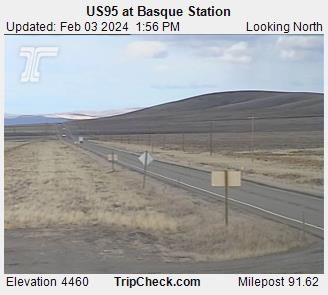 US95 at Basque Station
Updated: Feb 03 2024 1:56 PM Looking North
Elevation 4460 TripCheck.com Milepost 91.62